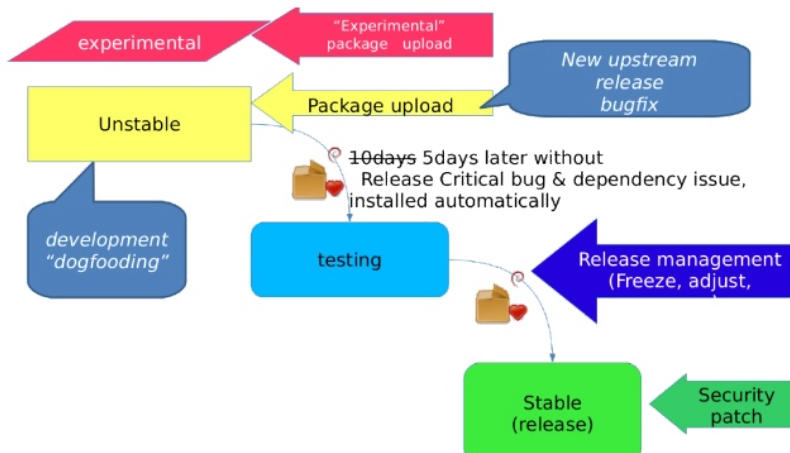 experimental
“Experimental”
package upload
New upstream
release
bugfix
Package upload
Unstable
10days 5days later without
Release Critical bug & dependency issue,
installed automatically
development
“dogfooding”
testing
Release management
(Freeze, adjust,
Stable
(release)
Security
patch